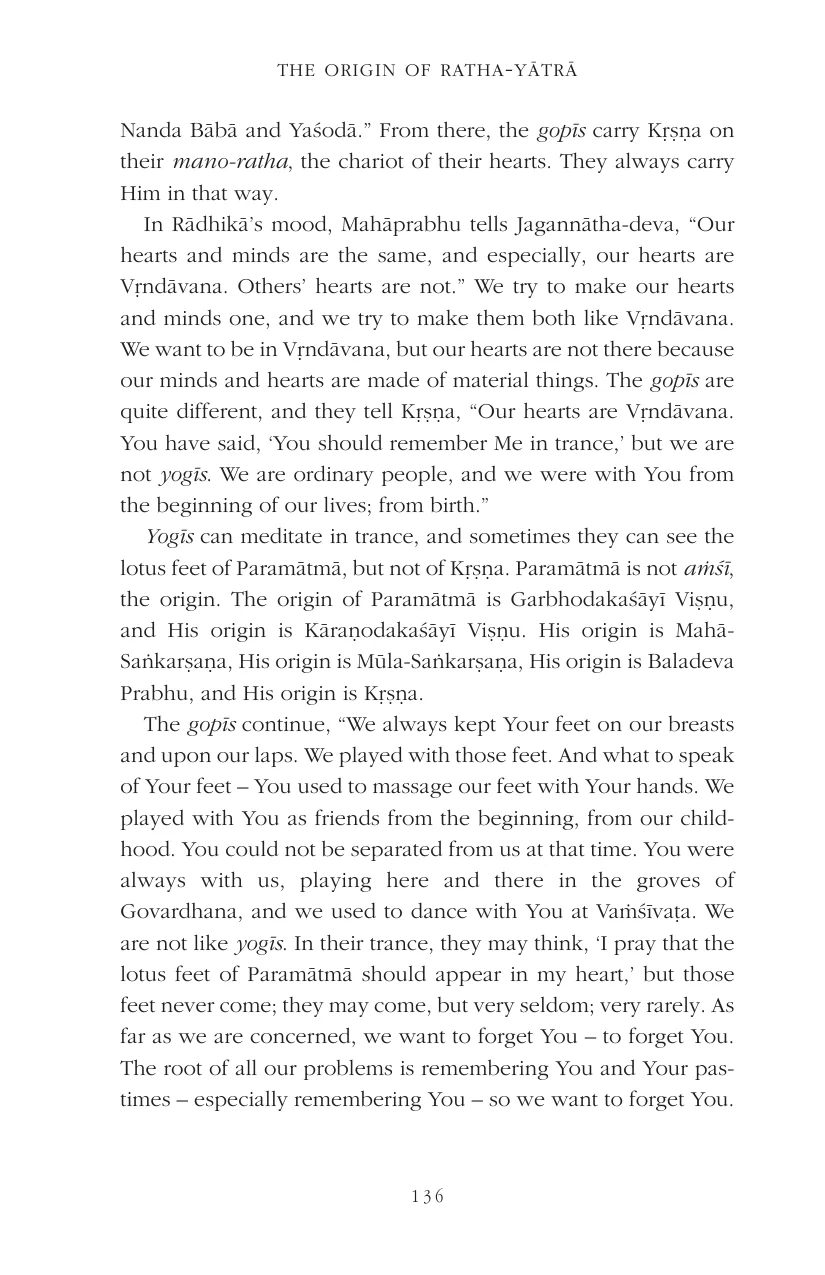 THE ORIGIN OF RATHA-YĀTRĀ
Nanda Bābā and Yaśodā.” From there, the gopīs carry Kṛṣṇa on
their mano-ratha, the chariot of their hearts. They always carry
Him in that way.
In Rādhikā’s mood, Mahāprabhu tells Jagannātha-deva, “Our
hearts and minds are the same, and especially, our hearts are
Vṛndāvana. Others’ hearts are not.” We try to make our hearts
and minds one, and we try to make them both like Vṛndāvana.
We want to be in Vṛndāvana, but our hearts are not there because
our minds and hearts are made of material things. The gopīs are
quite different, and they tell Kṛṣṇa, “Our hearts are Vṛndāvana.
You have said, ‘You should remember Me in trance,’ but we are
not yogīs. We are ordinary people, and we were with You from
the beginning of our lives; from birth.”
Yogīs can meditate in trance, and sometimes they can see the
lotus feet of Paramātmā, but not of Kṛṣṇa. Paramātmā is not aṁśī,
the origin. The origin of Paramātmā is Garbhodakaśāyī Viṣṇu,
and His origin is Kāraṇodakaśāyī Viṣṇu. His origin is Mahā-
Saṅkarṣaṇa, His origin is Mūla-Saṅkarṣaṇa, His origin is Baladeva
Prabhu, and His origin is Kṛṣṇa.
The gopīs continue, “We always kept Your feet on our breasts
and upon our laps. We played with those feet. And what to speak
of Your feet – You used to massage our feet with Your hands. We
played with You as friends from the beginning, from our child-
hood. You could not be separated from us at that time. You were
always with us, playing here and there in the groves of
Govardhana, and we used to dance with You at Vaṁśīvaṭa. We
are not like yogīs. In their trance, they may think, ‘I pray that the
lotus feet of Paramātmā should appear in my heart,’ but those
feet never come; they may come, but very seldom; very rarely. As
far as we are concerned, we want to forget You – to forget You.
The root of all our problems is remembering You and Your pas-
times – especially remembering You – so we want to forget You.
136